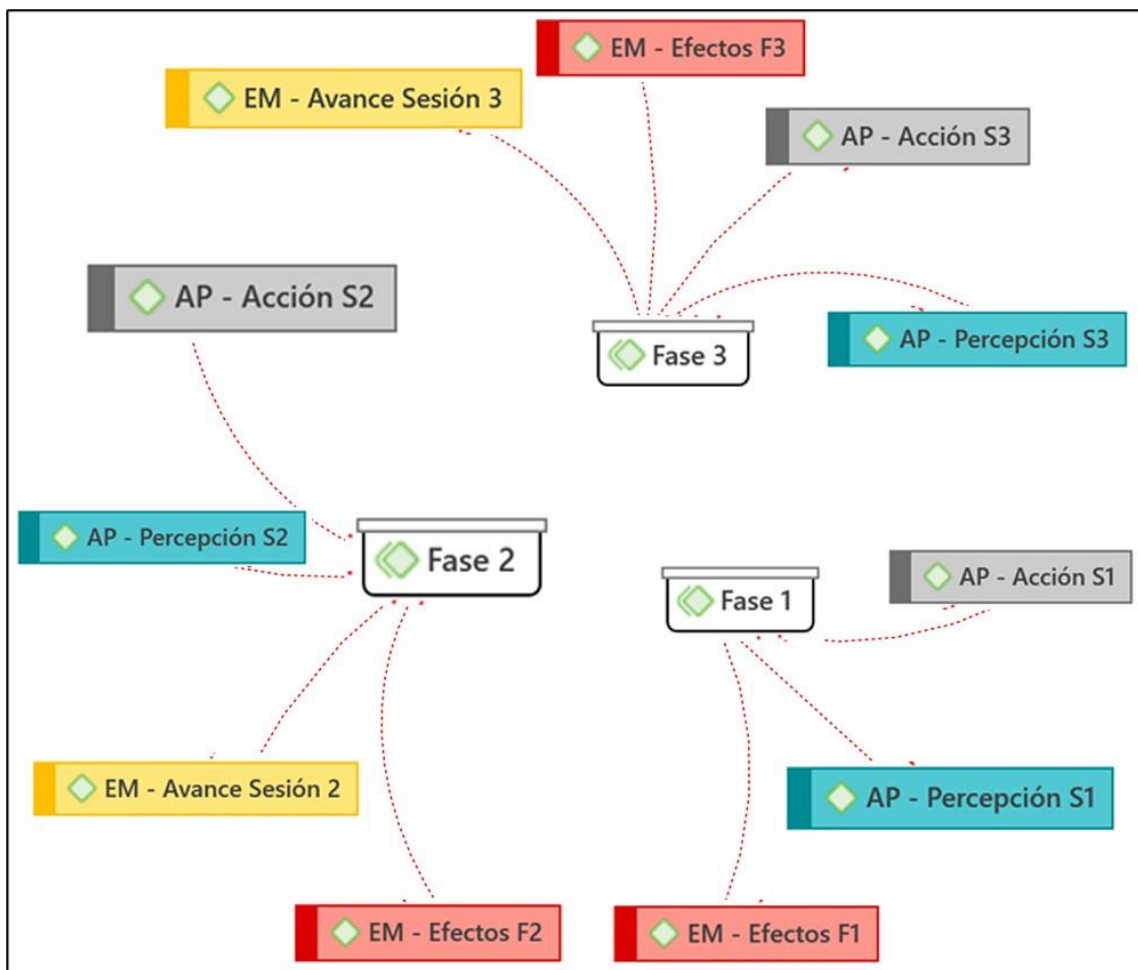 EM - Efectos F3
EM - Avance Sesión 3
AP - Acción S3
AP - Acción S2
AP - Percepción S3
Fase 3
AP - Percepción S2
Fase 2
AP - Acción S1
Fase 1
EM - Avance Sesión 2
AP - Percepción S1
EM - Efectos F2
EM - Efectos F1